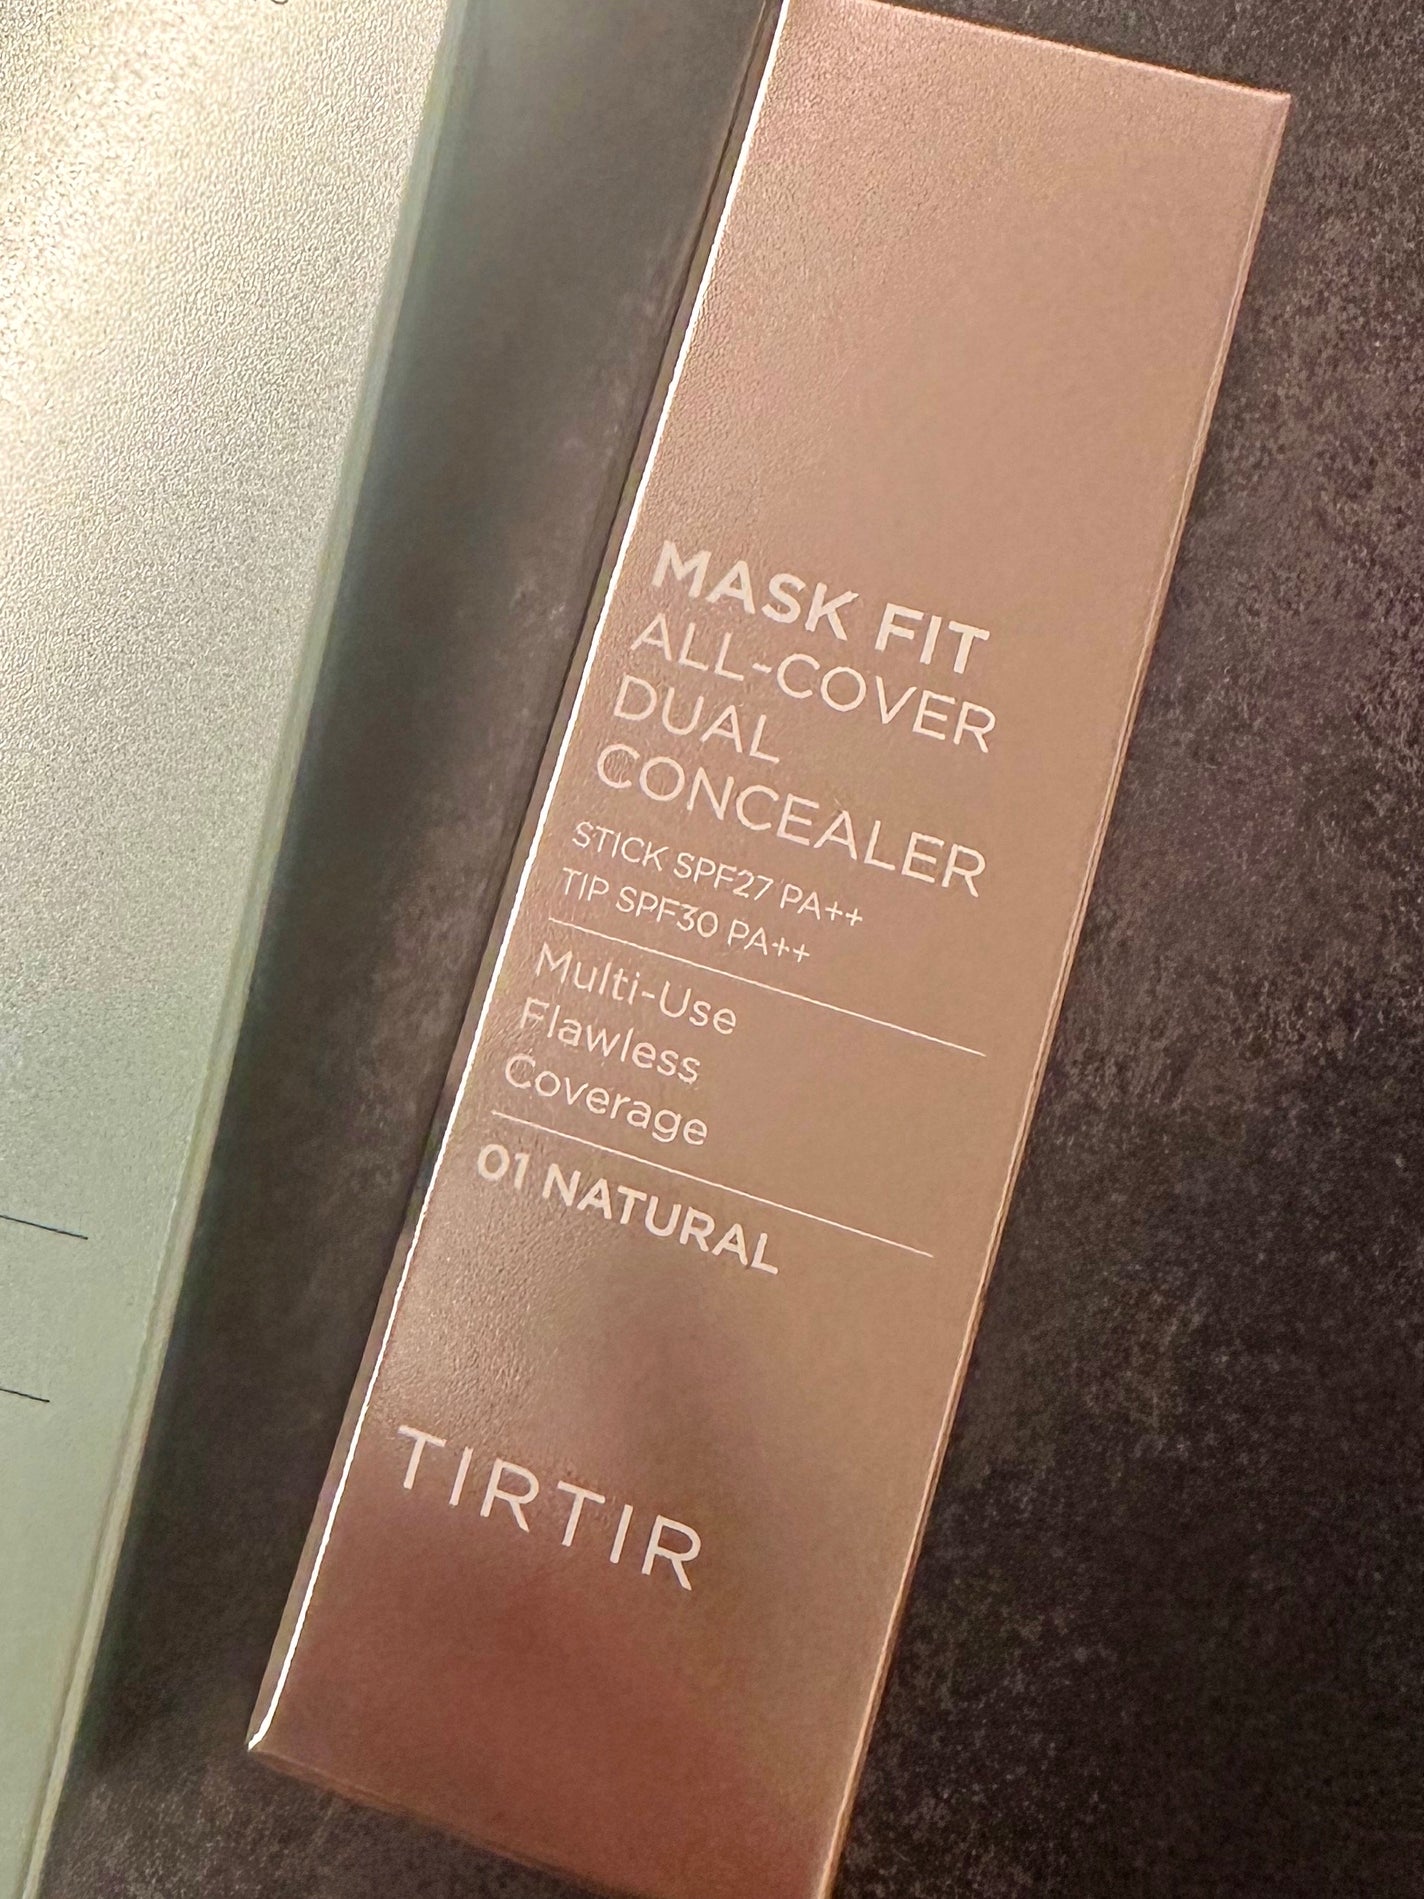 MASK FIT
ALL-COVER
DUAL
CONCEALER
STICK SPF27 PA++
TIP SPF30 PA++
Multi-Use
Flawless
Coverage
01 NATURAL
TIRTIR